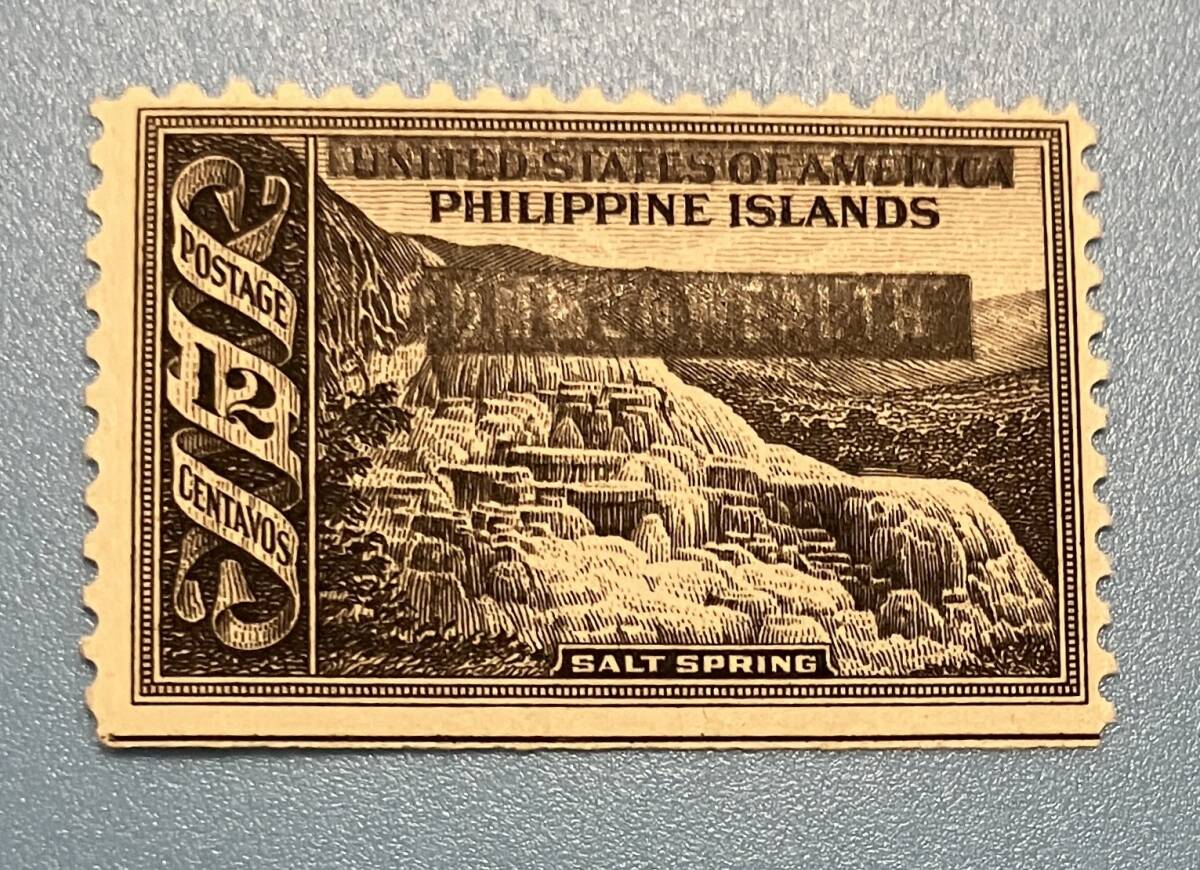 UNITED STATES OF AMERICA
PHILIPPINE ISLANDS
POSTAGE
12
CENTAVOS
SALT SPRING